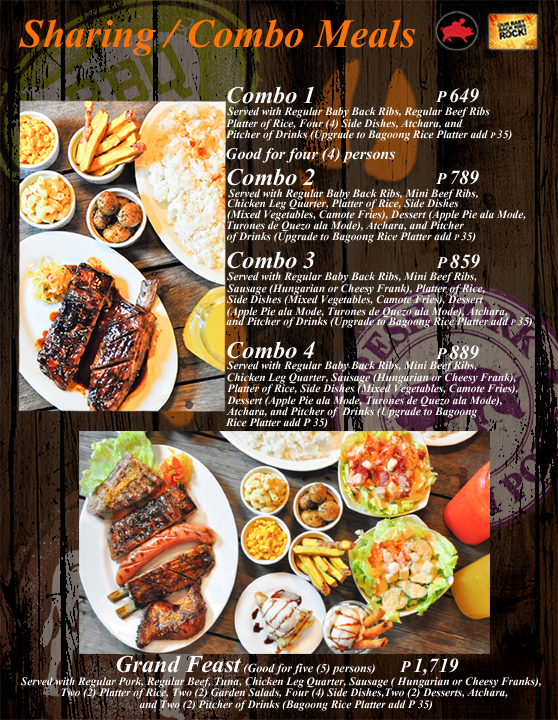 Sharing / Combo Meals
OUR BABY
BACK RIBS
ROCK!
Combo 1 P 649
Served with Regular Baby Back Ribs, Regular Beef Ribs
Platter of Rice, Four (4) Side Dishes, Atchara, and
Pitcher of Drinks (Upgrade to Bagoong Rice Platter add P35)
Good for four (4) persons
Combo 2 P 789
Served with Regular Baby Back Ribs, Mini Beef Ribs,
Chicken Leg Quarter, Platter of Rice, Side Dishes
(Mixed Vegetables, Camote Fries), Dessert (Apple Pie ala Mode,
Turones de Quezo ala Mode), Atchara, and Pitcher
of Drinks (Upgrade to Bagoong Rice Platter add P 35)
Combo 3 P 859
Served with Regular Baby Back Ribs, Mini Beef Ribs,
Sausage (Hungarian or Cheesy Frank), Platter of Rice,
Side Dishes (Mixed Vegetables, Camote Fries), Dessert
(Apple Pie ala Mode, Turones de Quezo ala Mode), Atchara,
and Pitcher of Drinks (Upgrade to Bagoong Rice Platter add P 35)
Combo 4 P 889
Served with Regular Baby Back Ribs, Mini Beef Ribs,
Chicken Leg Quarter, Sausage (Hungarian or Cheesy Frank),
Platter of Rice, Side Dishes (Mixed Vegetables, Camote Fries),
Dessert (Apple Pie ala Mode, Turones de Quezo ala Mode),
Atchara, and Pitcher of Drinks (Upgrade to Bagoong
Rice Platter add P 35)
Grand Feast (Good for five (5) persons) P 1,719
Served with Regular Pork, Regular Beef, Tuna, Chicken Leg Quarter, Sausage ( Hungarian or Cheesy Franks),
Two (2) Platter of Rice, Two (2) Garden Salads, Four (4) Side Dishes,Two (2) Desserts, Atchara,
and Two (2) Pitcher of Drinks (Bagoong Rice Platter Add P 35)